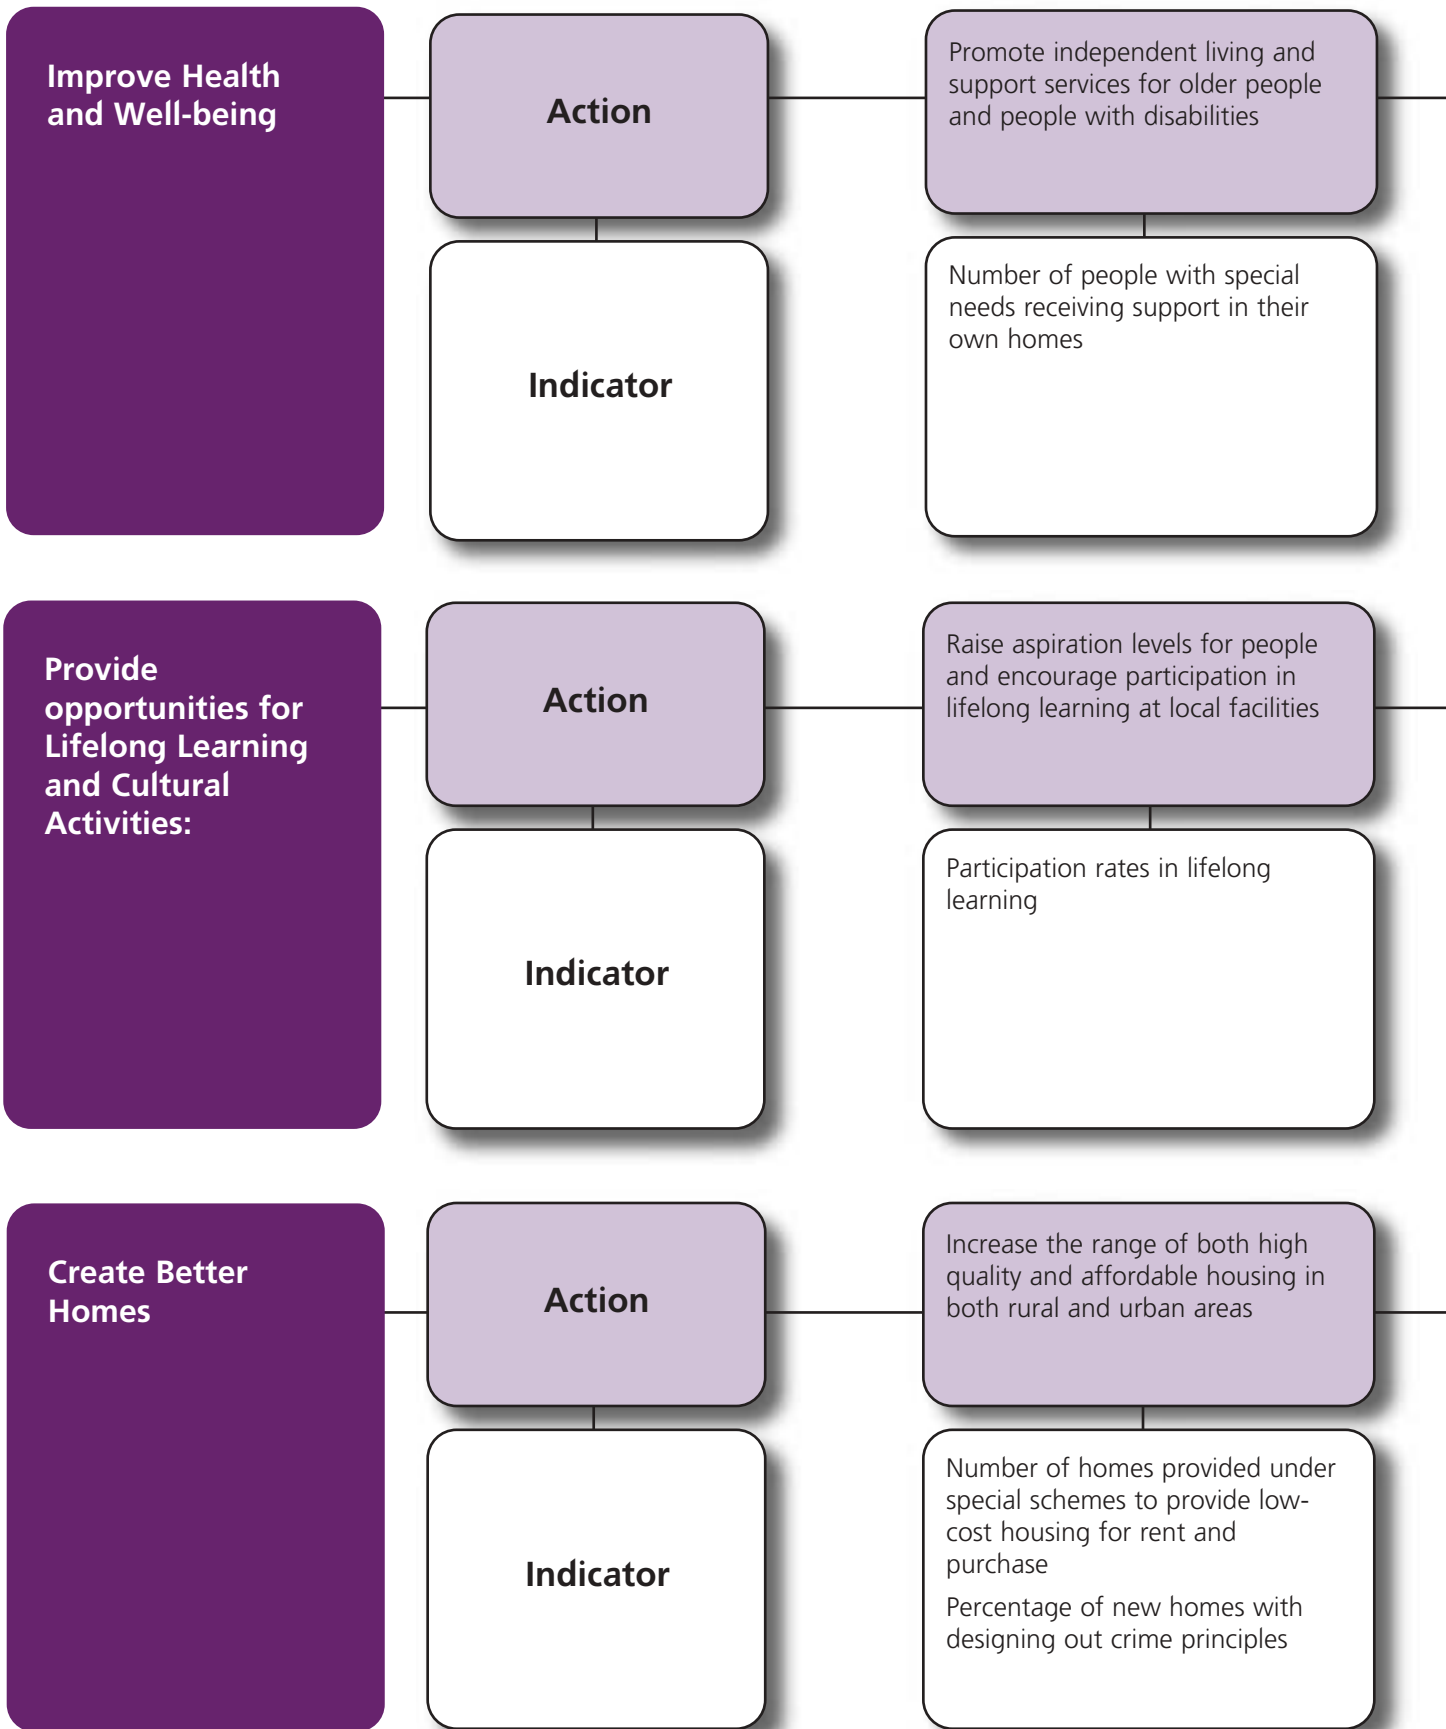 Improve Health
and Well-being
Action
Promote independent living and
support services for older people
and people with disabilities
Indicator
Number of people with special
needs receiving support in their
own homes
Provide
opportunities for
Lifelong Learning
and Cultural
Activities:
Action
Raise aspiration levels for people
and encourage participation in
lifelong learning at local facilities
Indicator
Participation rates in lifelong
learning
Create Better
Homes
Action
Increase the range of both high
quality and affordable housing in
both rural and urban areas
Indicator
Number of homes provided under
special schemes to provide low-
cost housing for rent and
purchase
Percentage of new homes with
designing out crime principles